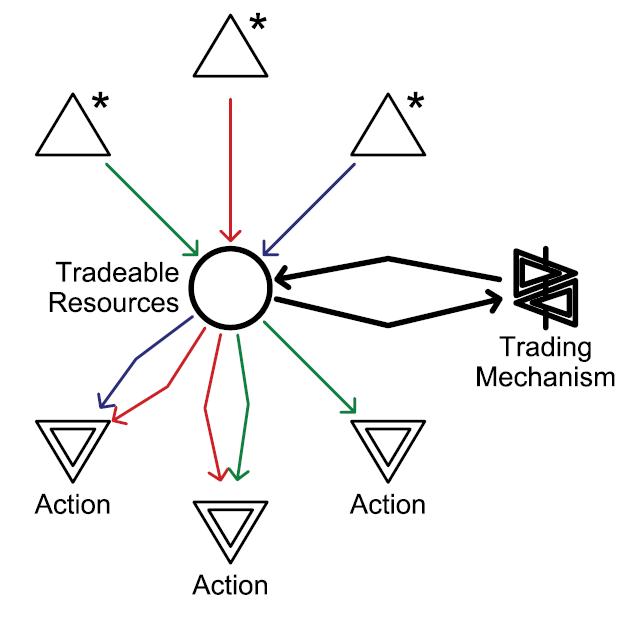 *
*
*
Tradeable
Resources
Trading
Mechanism
Action
Action
Action